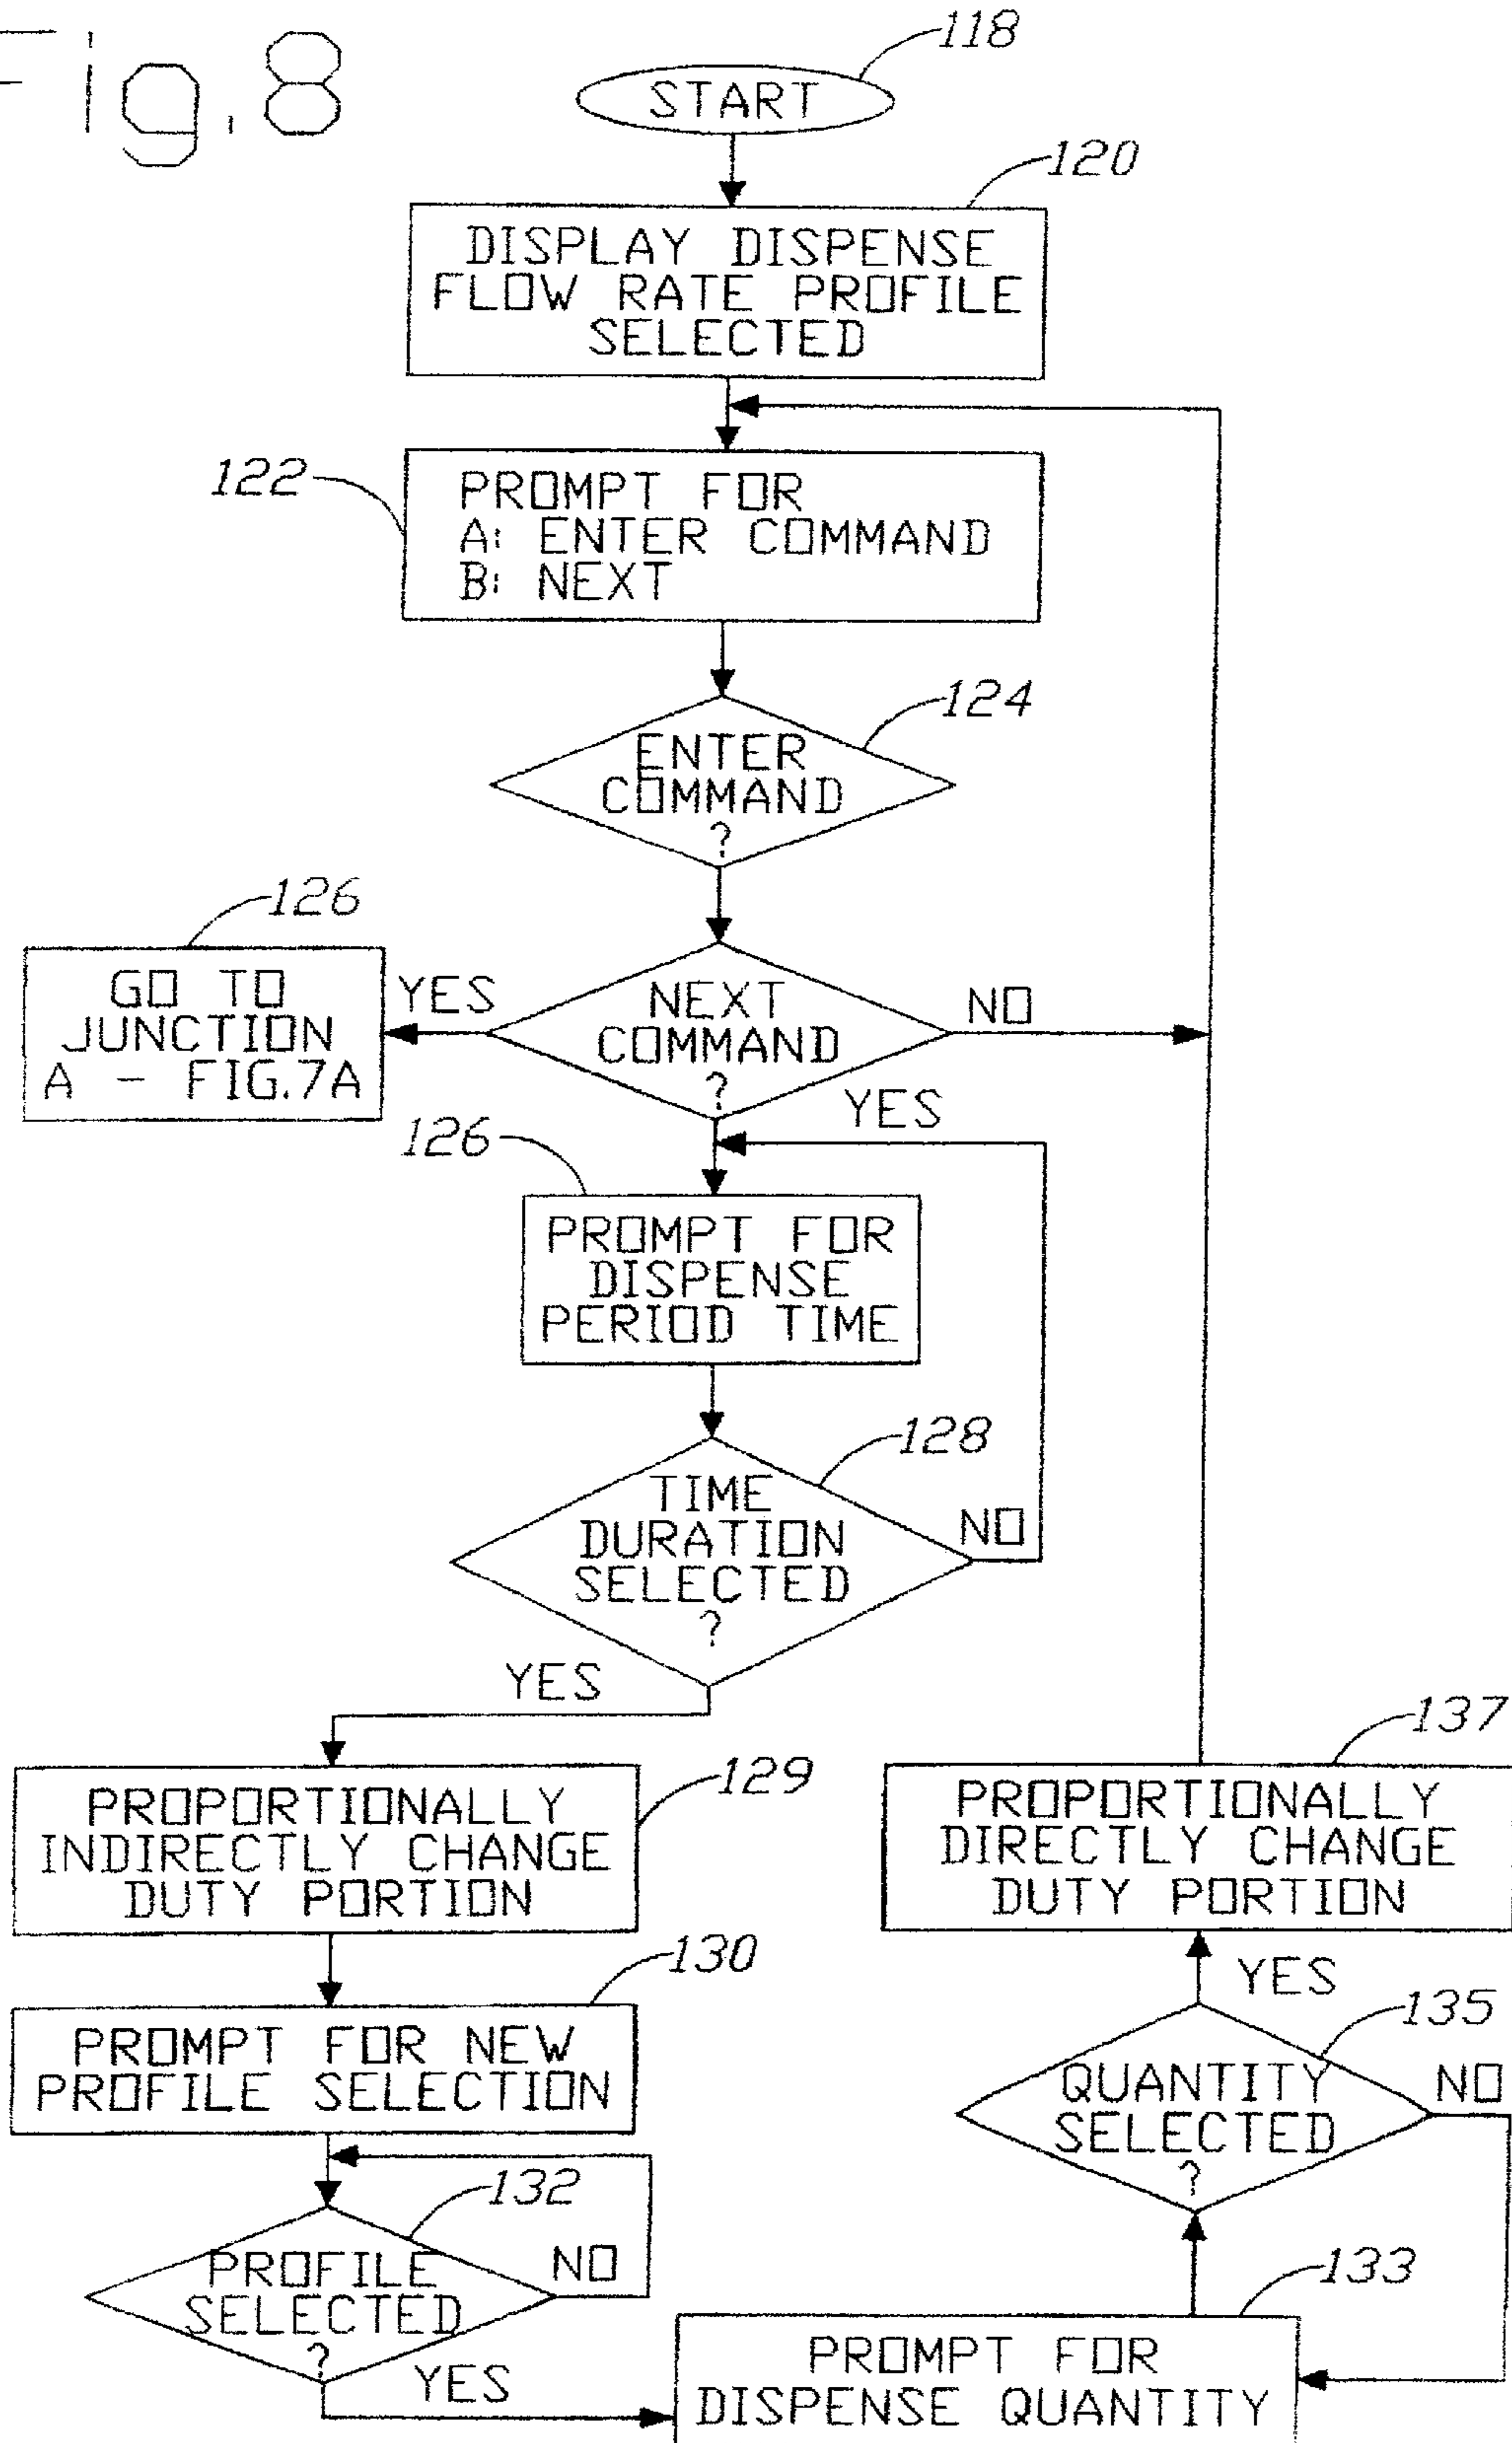 Fig.8
118
START
120
DISPLAY DISPENSE
FLOW RATE PROFILE
SELECTED
122
PROMPT FOR
A: ENTER COMMAND
B: NEXT
124
ENTER
COMMAND
?
126
GO TO
JUNCTION
A - FIG.7A
YES
NEXT
COMMAND
?
NO
YES
126
PROMPT FOR
DISPENSE
PERIOD TIME
128
TIME
DURATION
SELECTED
?
NO
YES
129
PROPORTIONALLY
INDIRECTLY CHANGE
DUTY PORTION
137
PROPORTIONALLY
DIRECTLY CHANGE
DUTY PORTION
130
PROMPT FOR NEW
PROFILE SELECTION
YES
135
QUANTITY
SELECTED
?
NO
132
PROFILE
SELECTED
?
NO
YES
133
PROMPT FOR
DISPENSE QUANTITY